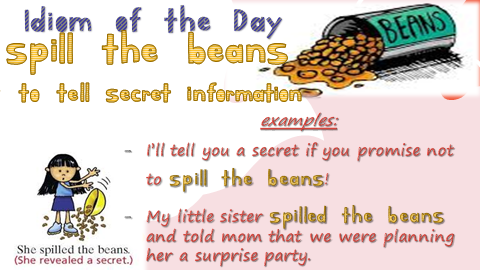 Idiom of the Day
spill the beans
to tell secret information
BEANS
examples:
- I'll tell you a secret if you promise not
to spill the beans!
- My little sister spilled the beans
and told mom that we were planning
her a surprise party.
She spilled the beans.
(She revealed a secret.)